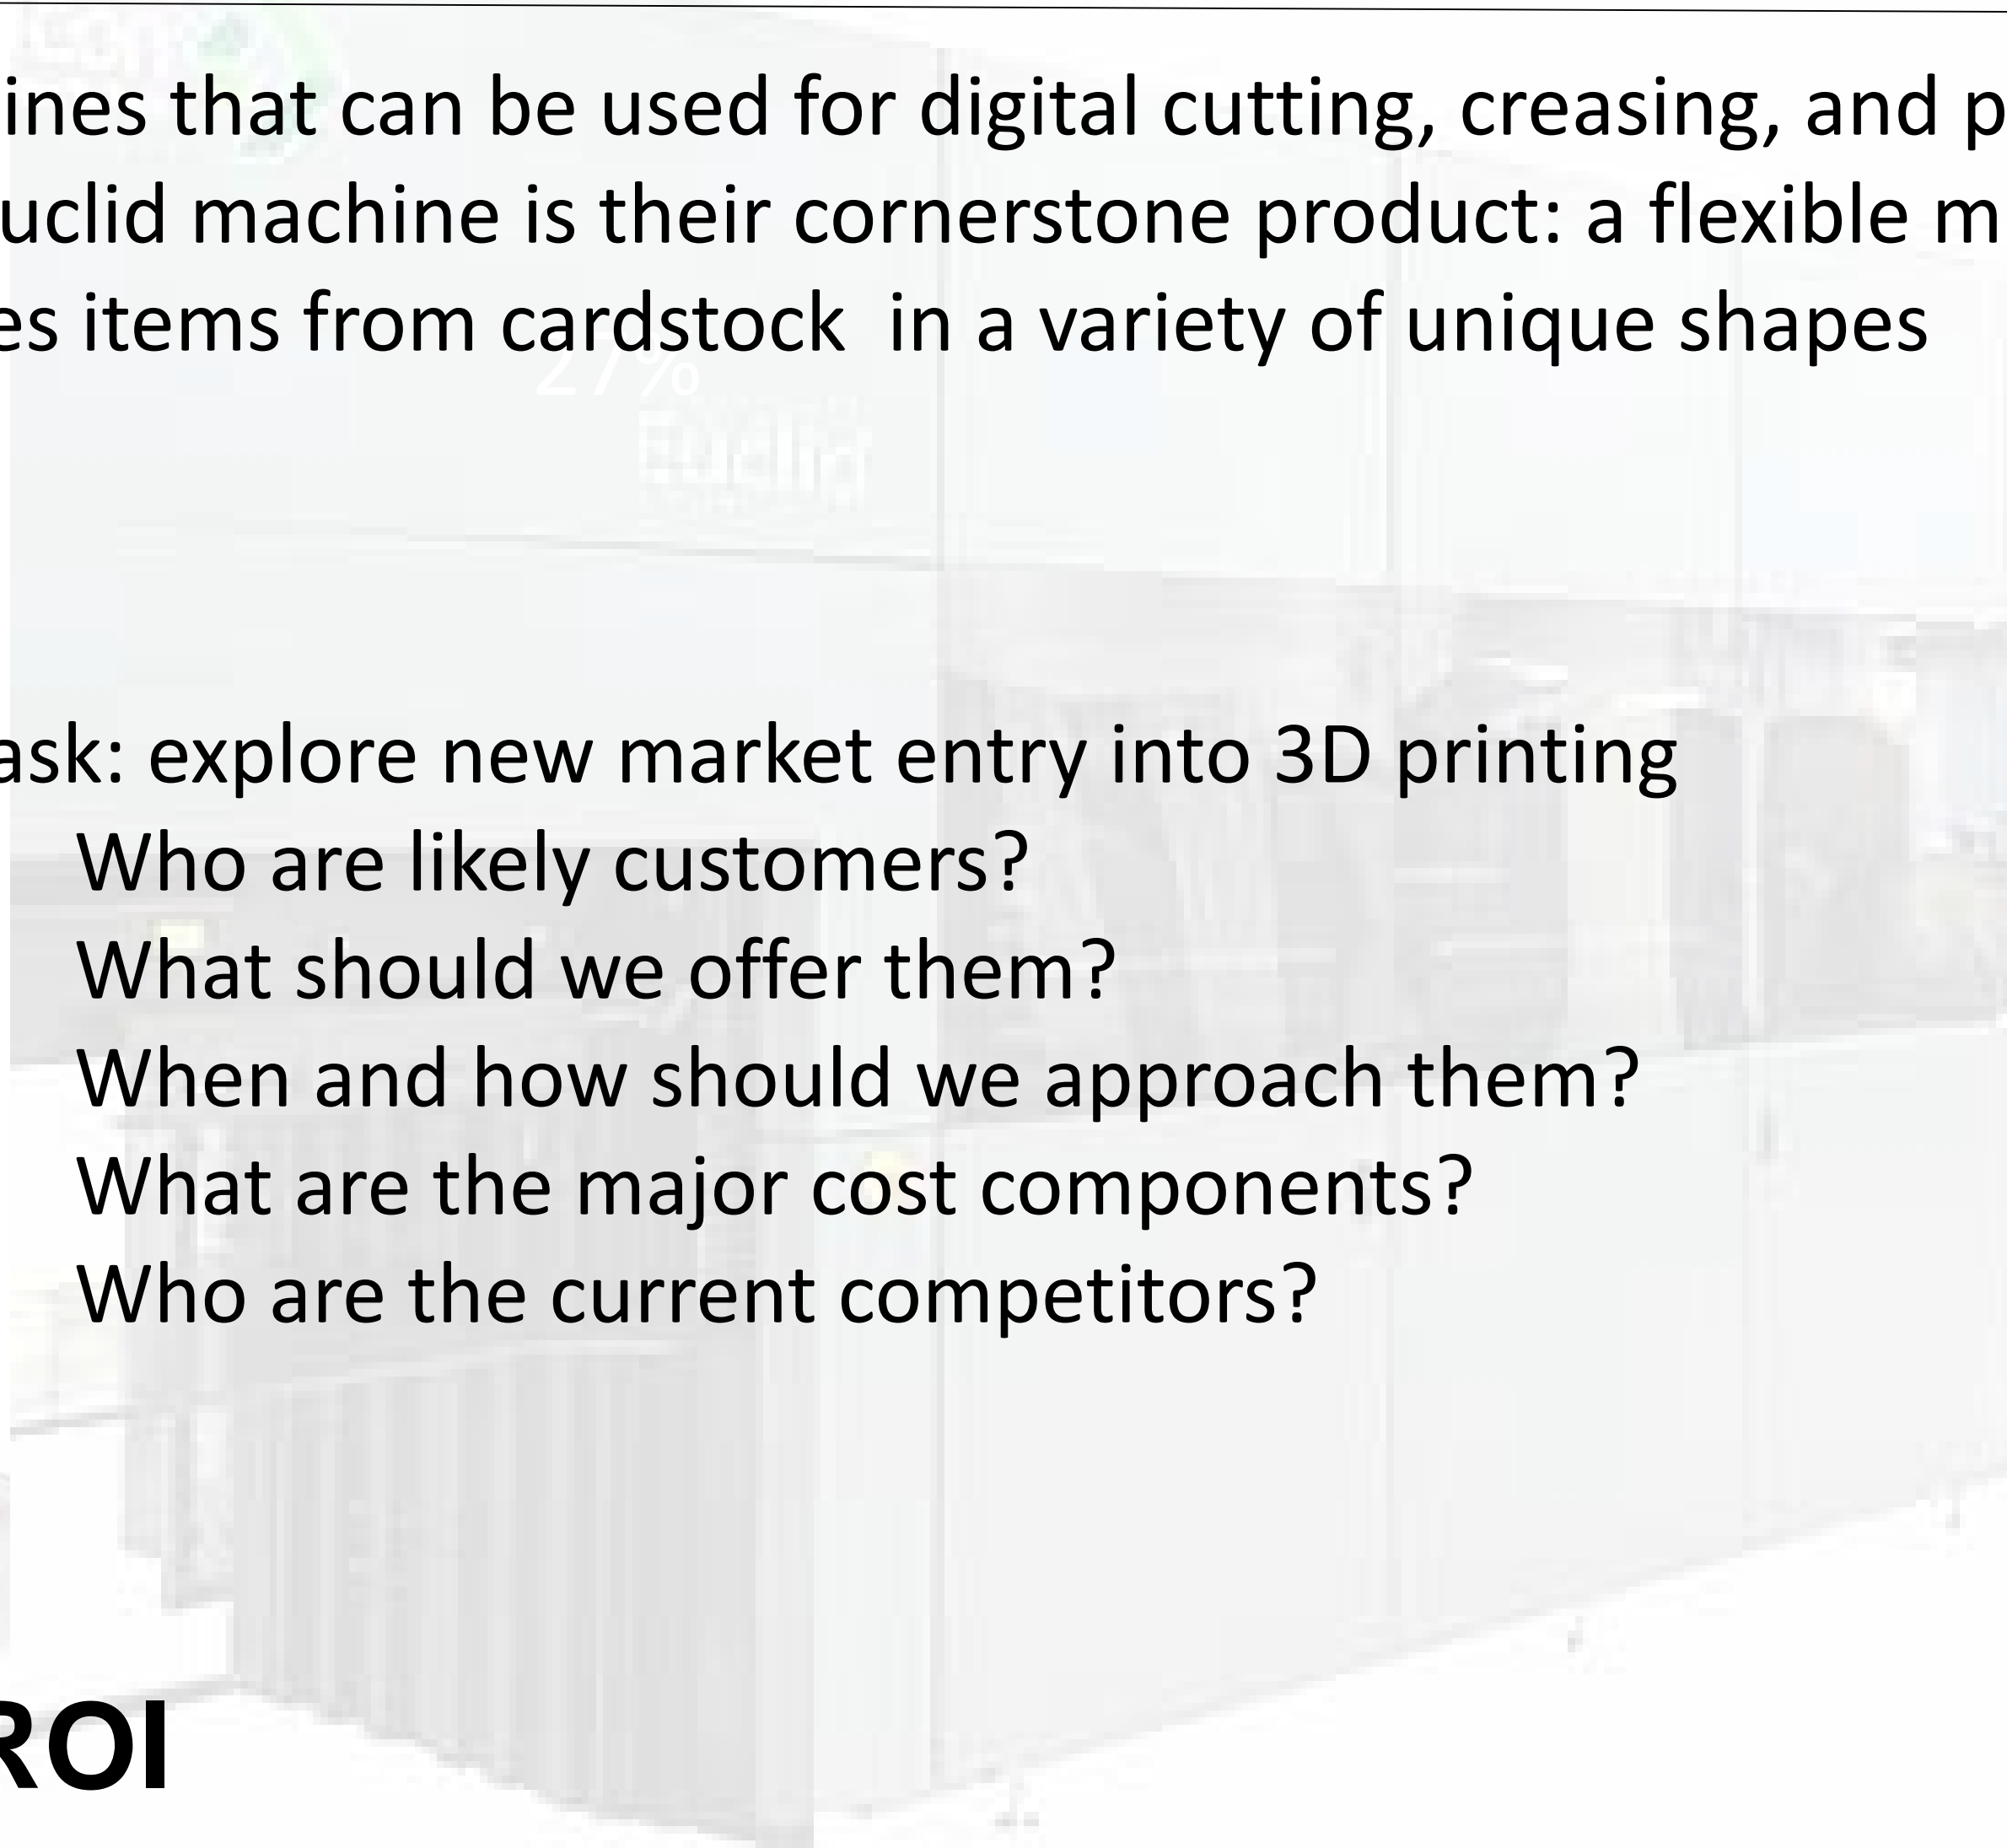 ines that can be used for digital cutting, creasing, and p
uclid machine is their cornerstone product: a flexible m
es items from cardstock  in a variety of unique shapes
27%
Euclid
ask: explore new market entry into 3D printing
Who are likely customers?
What should we offer them?
When and how should we approach them?
What are the major cost components?
Who are the current competitors?
ROI